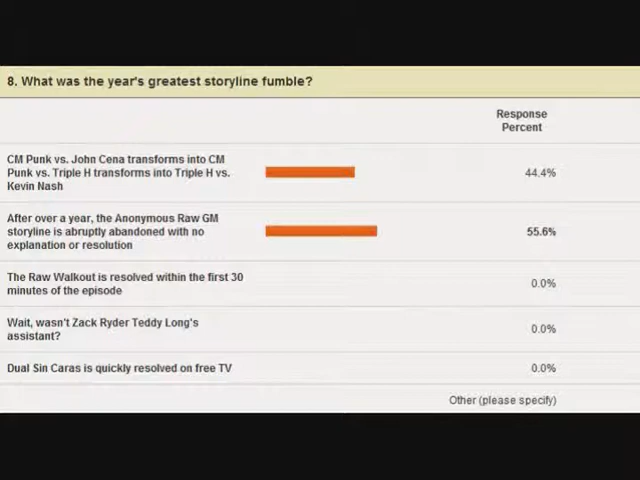 8. What was the year's greatest storyline fumble?
Response
Percent
CM Punk vs. John Cena transforms into CM
Punk vs. Triple H transforms into Triple H vs.
Kevin Nash
44.4%
After over a year, the Anonymous Raw GM
storyline is abruptly abandoned with no
explanation or resolution
55.6%
The Raw Walkout is resolved within the first 30
minutes of the episode
0.0%
Wait, wasn't Zack Ryder Teddy Long's
assistant?
0.0%
Dual Sin Caras is quickly resolved on free TV
0.0%
Other (please specify)